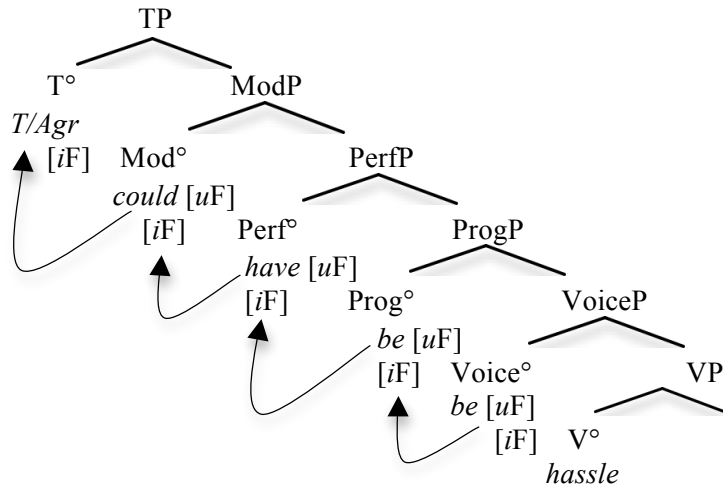 TP
T° ModP
T/Agr
[iF] Mod° PerfP
could [uF]
[iF] Perf° ProgP
have [uF]
[iF] Prog° VoiceP
be [uF]
[iF] Voice° VP
be [uF]
[iF] V°
hassle